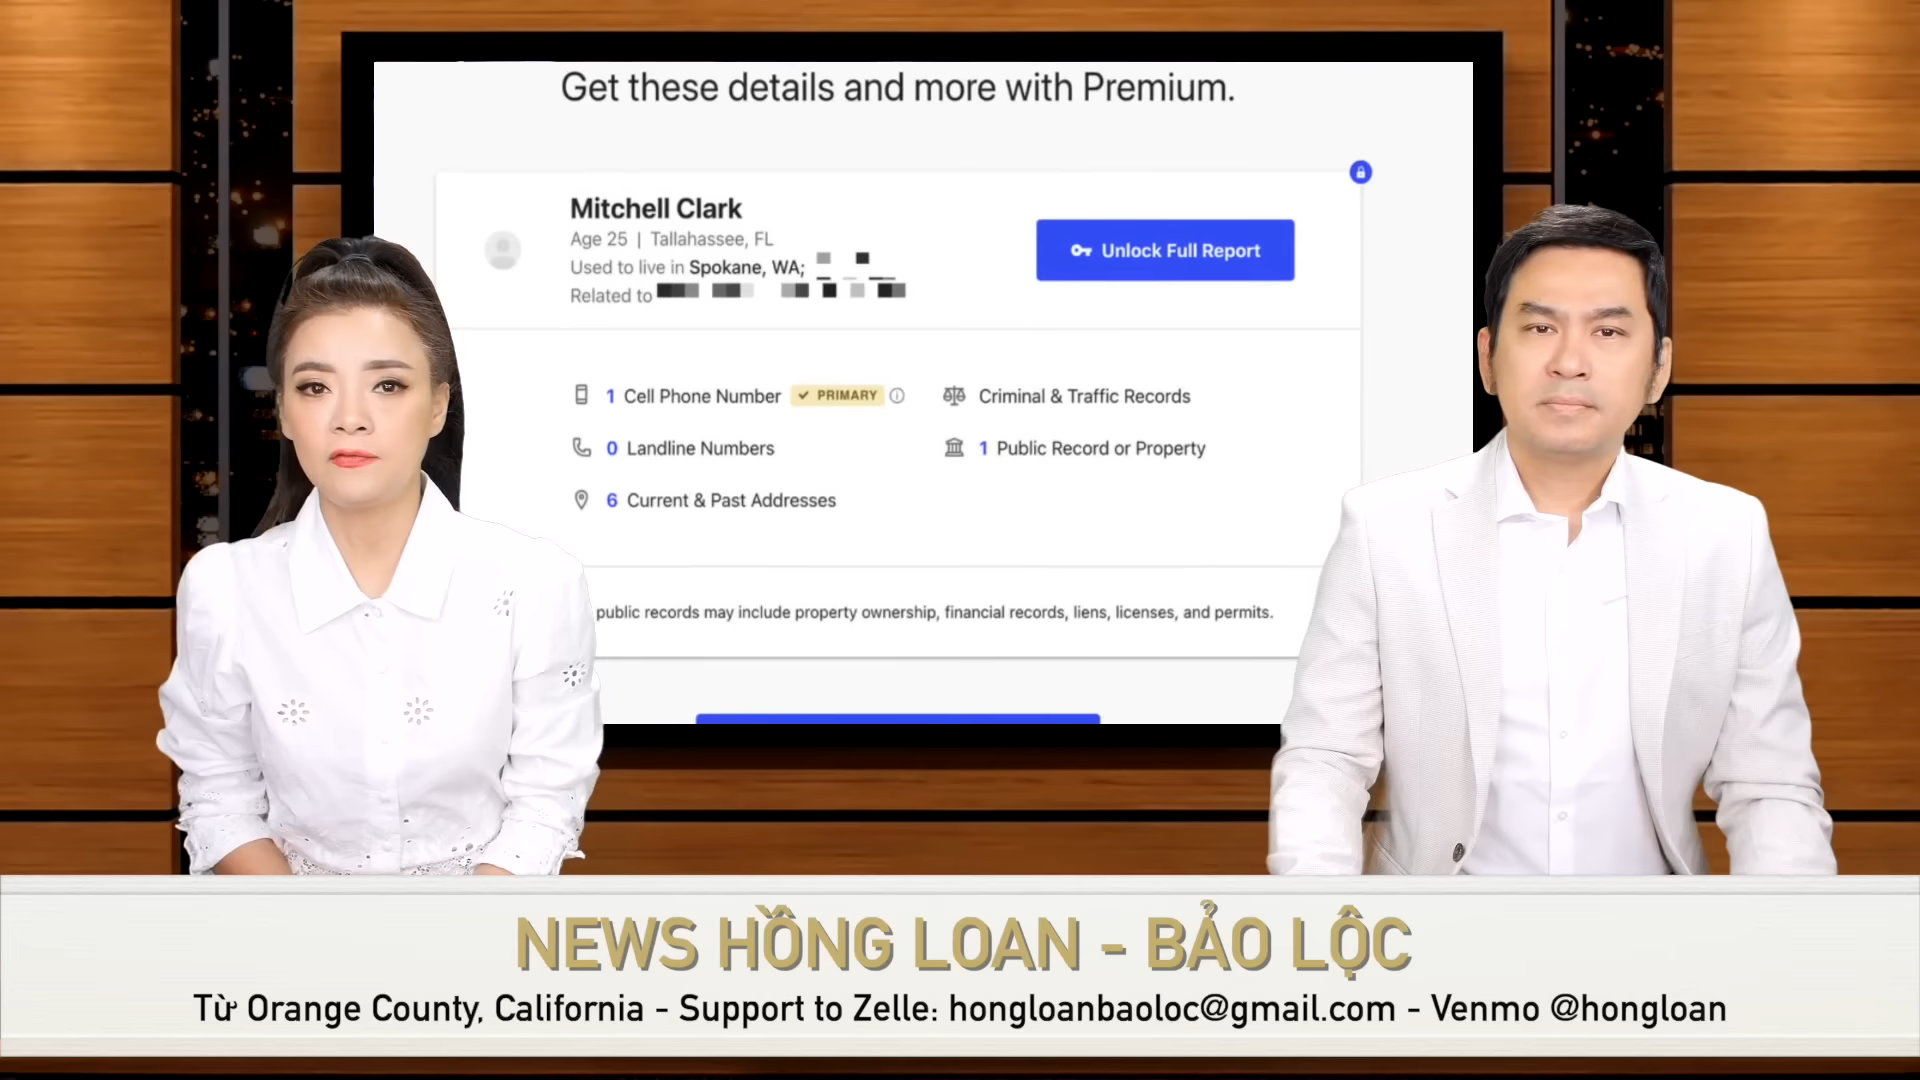 Get these details and more with Premium.
Mitchell Clark
Age 25 | Tallahassee, FL
Used to live in Spokane, WA;
Related to
Unlock Full Report
1 Cell Phone Number PRIMARY
0 Landline Numbers
6 Current & Past Addresses
Criminal & Traffic Records
1 Public Record or Property
public records may include property ownership, financial records, liens, licenses, and permits.
NEWS HỒNG LOAN - BẢO LỘC
Từ Orange County, California - Support to Zelle: hongloanbaoloc@gmail.com - Venmo @hongloan